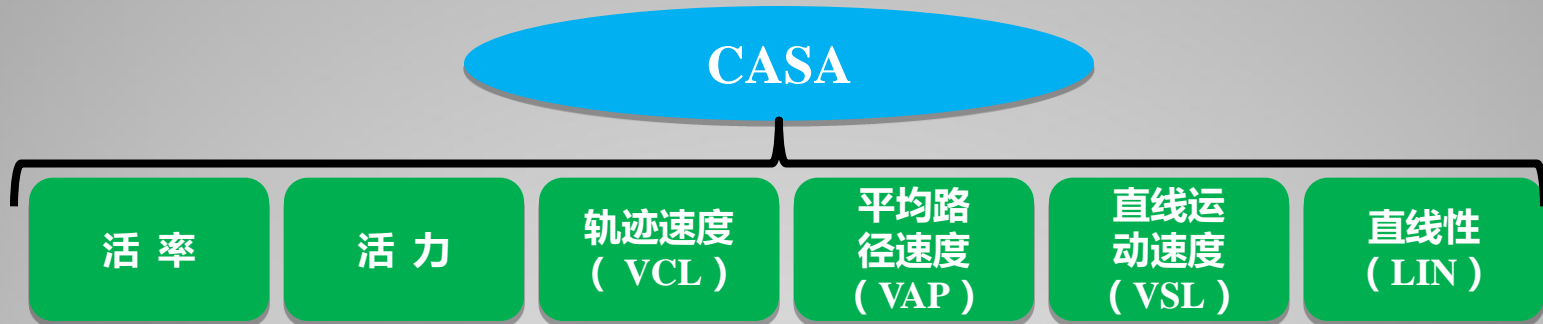 CASA
活 率
活 力
轨迹速度
（ VCL ）
平均路
径速度
（ VAP ）
直线运
动速度
（ VSL ）
直线性
（ LIN ）